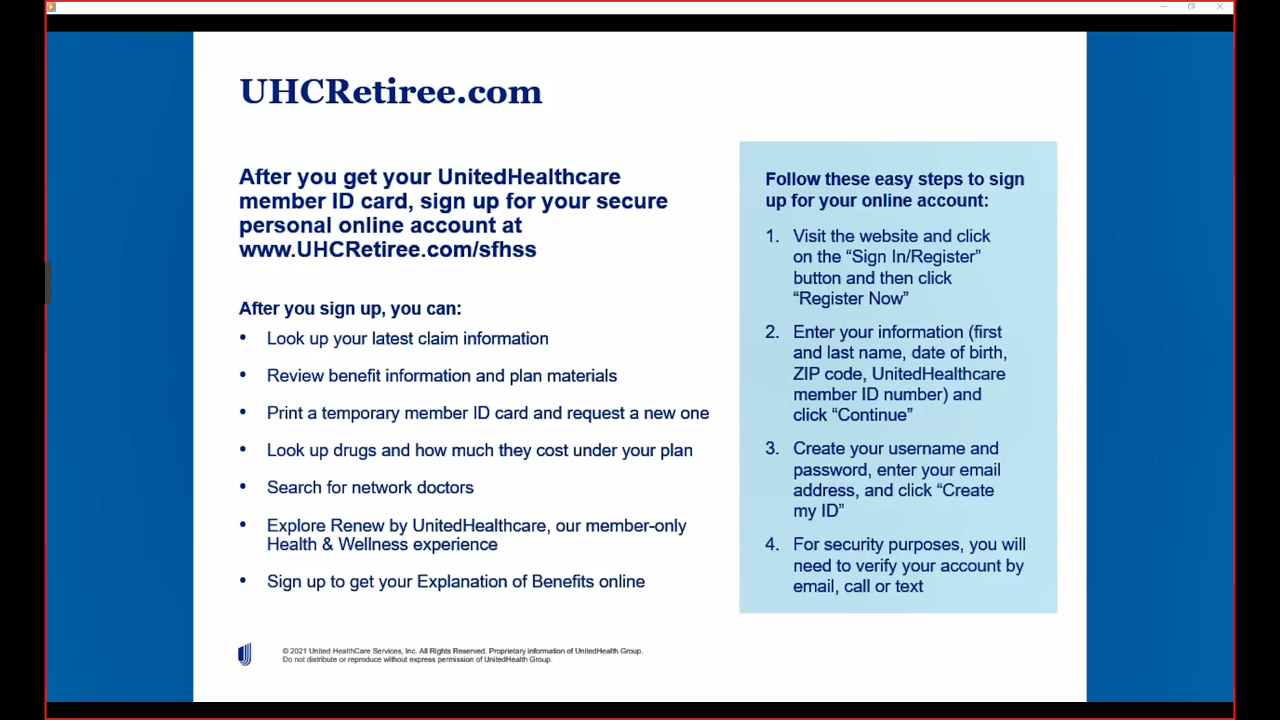 UHCRetiree.com
After you get your UnitedHealthcare
member ID card, sign up for your secure
personal online account at
www.UHCRetiree.com/sfhss
After you sign up, you can:
• Look up your latest claim information
• Review benefit information and plan materials
• Print a temporary member ID card and request a new one
• Look up drugs and how much they cost under your plan
• Search for network doctors
• Explore Renew by UnitedHealthcare, our member-only
Health & Wellness experience
• Sign up to get your Explanation of Benefits online
Follow these easy steps to sign
up for your online account:
1. Visit the website and click
on the “Sign In/Register”
button and then click
“Register Now”
2. Enter your information (first
and last name, date of birth,
ZIP code, UnitedHealthcare
member ID number) and
click “Continue”
3. Create your username and
password, enter your email
address, and click “Create
my ID”
4. For security purposes, you will
need to verify your account by
email, call or text
© 2021 United HealthCare Services, Inc. All Rights Reserved. Proprietary information of UnitedHealth Group.
Do not distribute or reproduce without express permission of UnitedHealth Group.